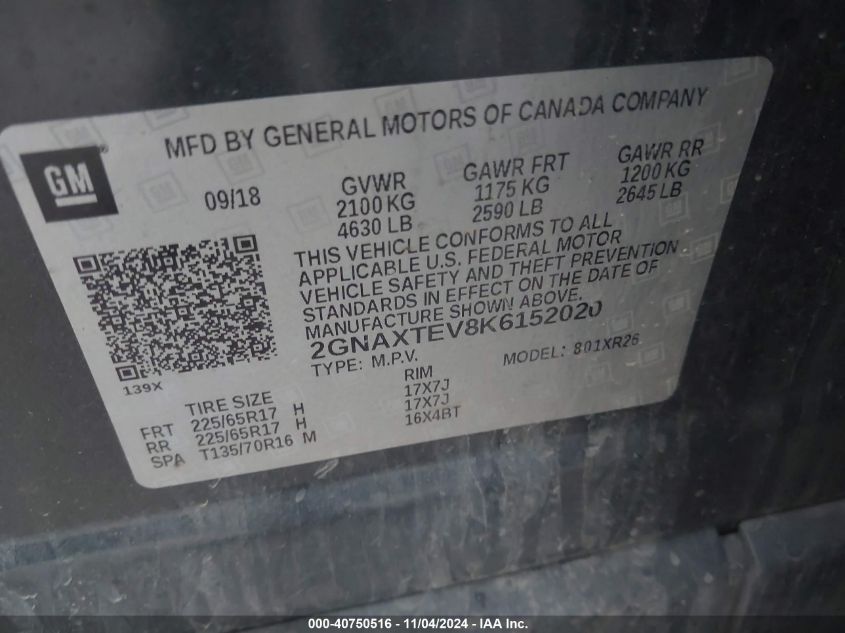 MFD BY GENERAL MOTORS OF CANADA COMPANY
GM
09/18
GVWR GAWR FRT GAWR RR
2100 KG 1175 KG 1200 KG
4630 LB 2590 LB 2645 LB
THIS VEHICLE CONFORMS TO ALL
APPLICABLE U.S. FEDERAL MOTOR
VEHICLE SAFETY AND THEFT PREVENTION
STANDARDS IN EFFECT ON THE DATE OF
MANUFACTURE SHOWN ABOVE.
2GNAXTEV8K6152020
TYPE: M.P.V. MODEL: 801XR26
139X
TIRE SIZE RIM
FRT 225/65R17 H 17X7J
RR 225/65R17 H 17X7J
SPA T135/70R16 M 16X4BT
000-40750516 - 11/04/2024 - IAA Inc.